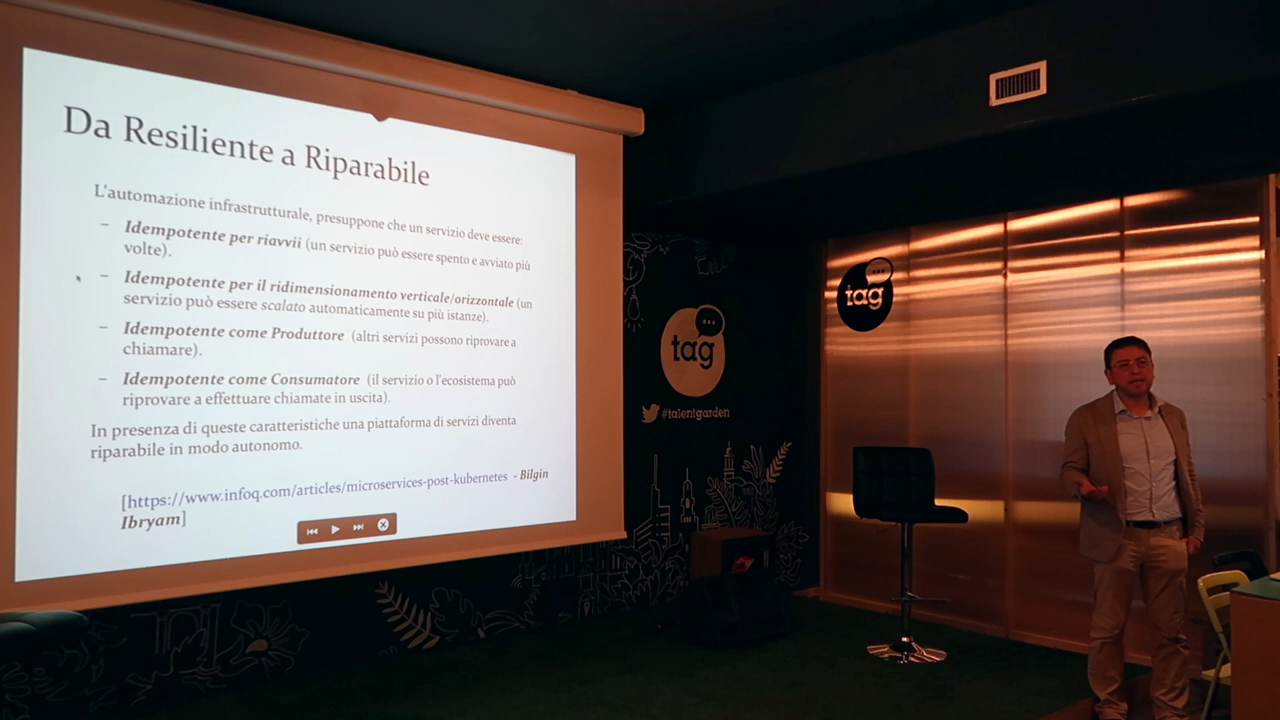 Da Resiliente a Riparabile
L'automazione infrastrutturale, presuppone che un servizio deve essere:
– Idempotente per riavvii (un servizio può essere spento e avviato più
volte).
– Idempotente per il ridimensionamento verticale/orizzontale (un
servizio può essere scalato automaticamente su più istanze).
– Idempotente come Produttore (altri servizi possono riprovare a
chiamare).
– Idempotente come Consumatore (il servizio o l'ecosistema può
riprovare a effettuare chiamate in uscita).
In presenza di queste caratteristiche una piattaforma di servizi diventa
riparabile in modo autonomo.
[https://www.infoq.com/articles/microservices-post-kubernetes - Bilgin
Ibryam]
tag
#talentgarden
tag